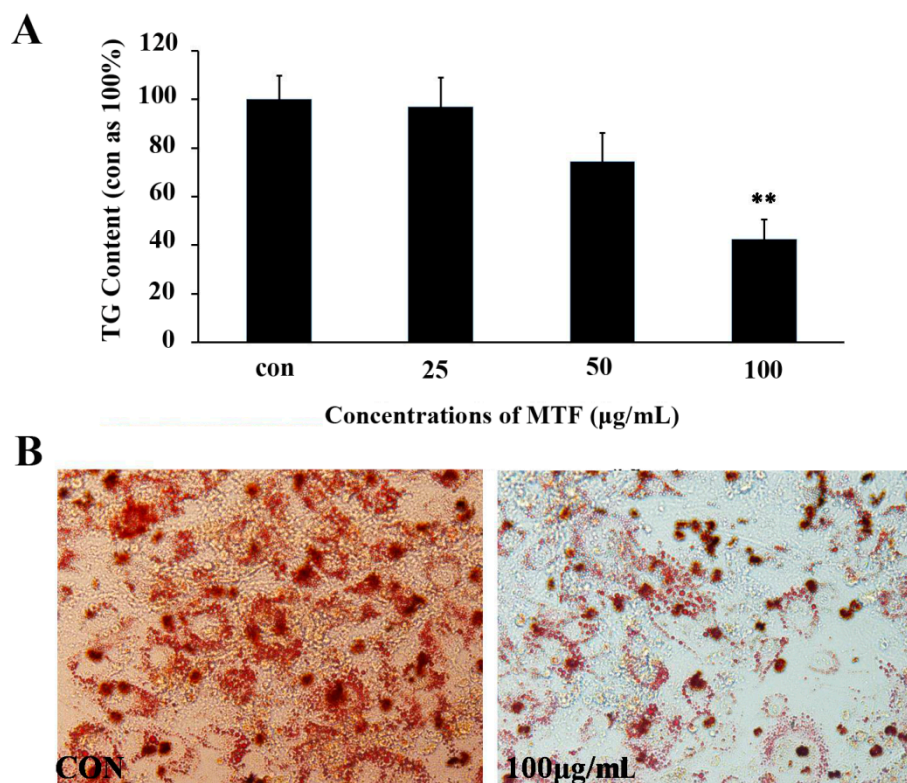 A
TG Content (con as 100%)
120
100
80
60
40
20
0
**
con 25 50 100
Concentrations of MTF (μg/mL)
B
CON
100μg/mL